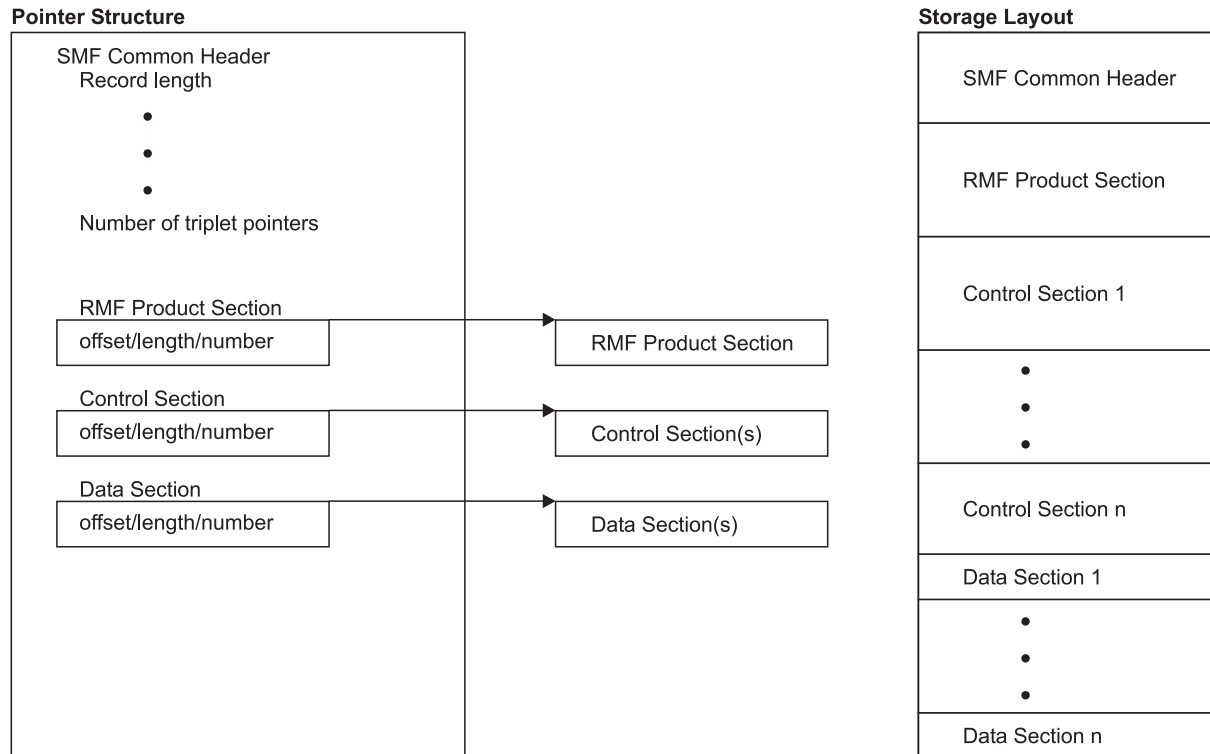 Pointer Structure
SMF Common Header
Record length
•
•
•
Number of triplet pointers
RMF Product Section
offset/length/number
RMF Product Section
Control Section
offset/length/number
Control Section(s)
Data Section
offset/length/number
Data Section(s)
Storage Layout
SMF Common Header
RMF Product Section
Control Section 1
•
•
•
Control Section n
Data Section 1
•
•
•
Data Section n